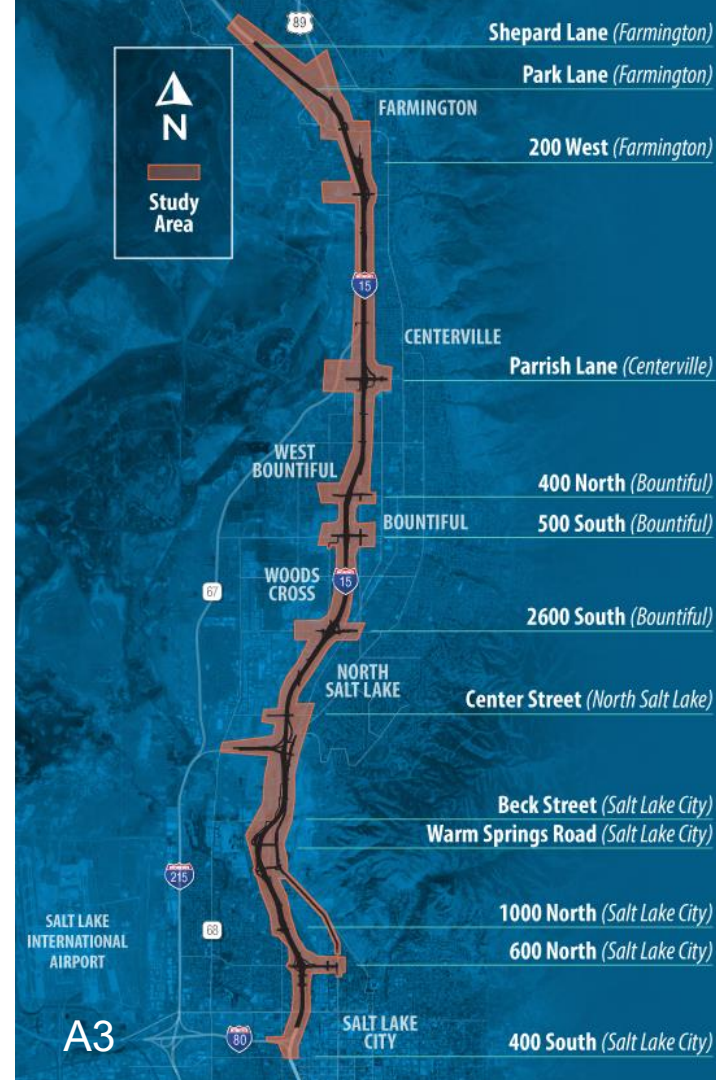 89
Shepard Lane (Farmington)
Park Lane (Farmington)
N
FARMINGTON
200 West (Farmington)
Study
Area
15
CENTERVILLE
Parrish Lane (Centerville)
WEST
BOUNTIFUL
400 North (Bountiful)
BOUNTIFUL
500 South (Bountiful)
WOODS
CROSS
15
67
2600 South (Bountiful)
NORTH
SALT LAKE
Center Street (North Salt Lake)
Beck Street (Salt Lake City)
Warm Springs Road (Salt Lake City)
215
1000 North (Salt Lake City)
SALT LAKE
INTERNATIONAL
AIRPORT
68
600 North (Salt Lake City)
A3
80
SALT LAKE
CITY
400 South (Salt Lake City)